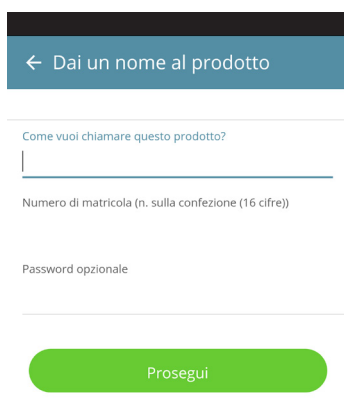 ← Dai un nome al prodotto
Come vuoi chiamare questo prodotto?
Numero di matricola (n. sulla confezione (16 cifre))
Password opzionale
Prosegui